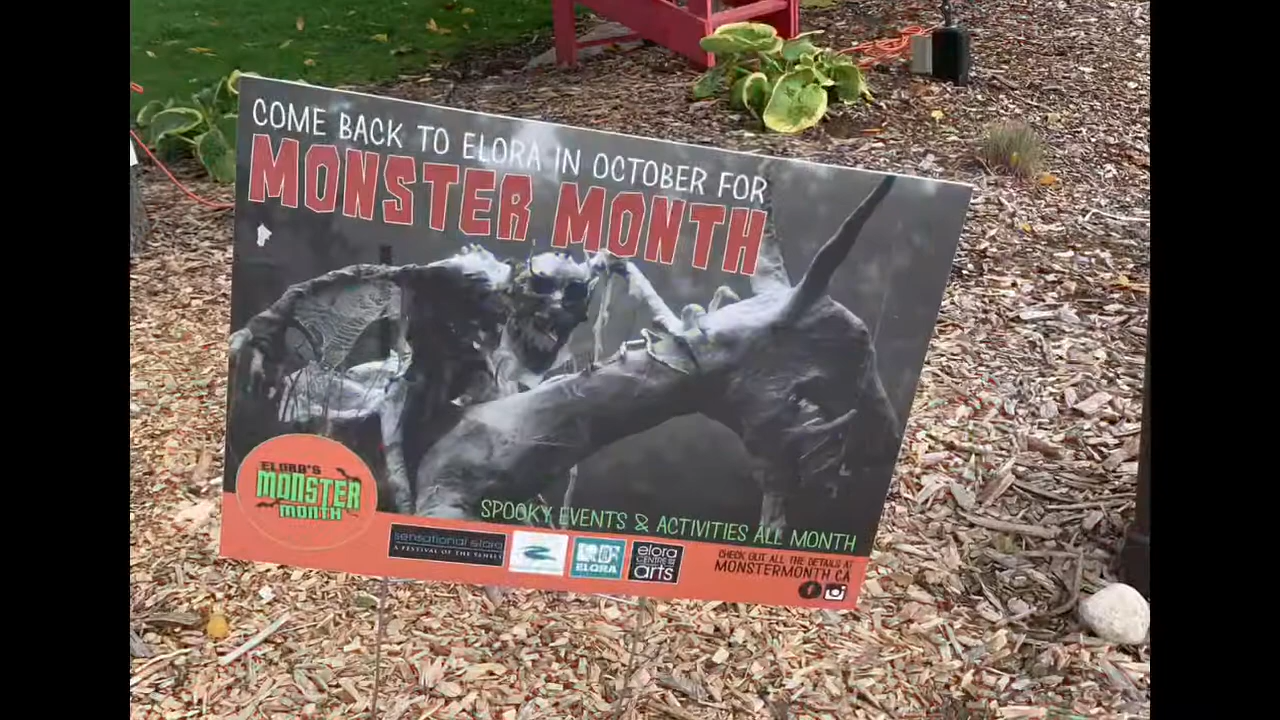 COME BACK TO ELORA IN OCTOBER FOR
MONSTER MONTH
ELORA'S
MONSTER
MONTH
SPOOKY EVENTS & ACTIVITIES ALL MONTH
sensational elora
A FESTIVAL OF THE FAMILY
ELORA
elora
CENTRE
arts
CHECK OUT ALL THE DETAILS AT
MONSTERMONTH.CA